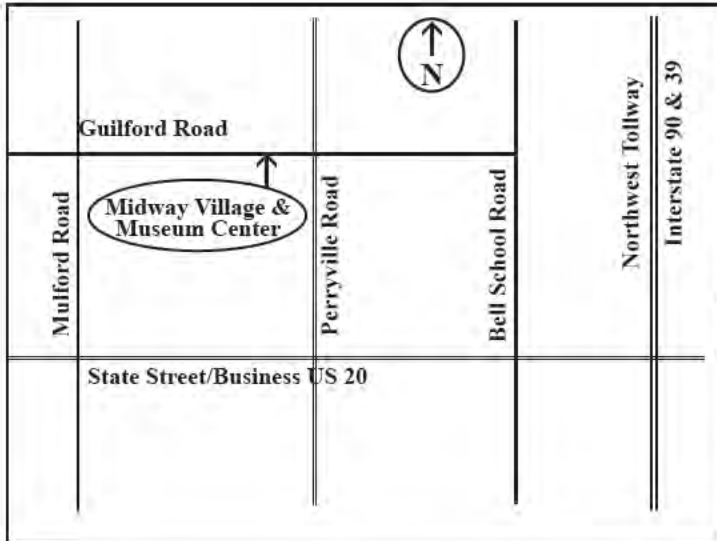 N
Guilford Road
Midway Village &
Museum Center
Mulford Road
Perryville Road
Bell School Road
Northwest Tollway
Interstate 90 & 39
State Street/Business US 20